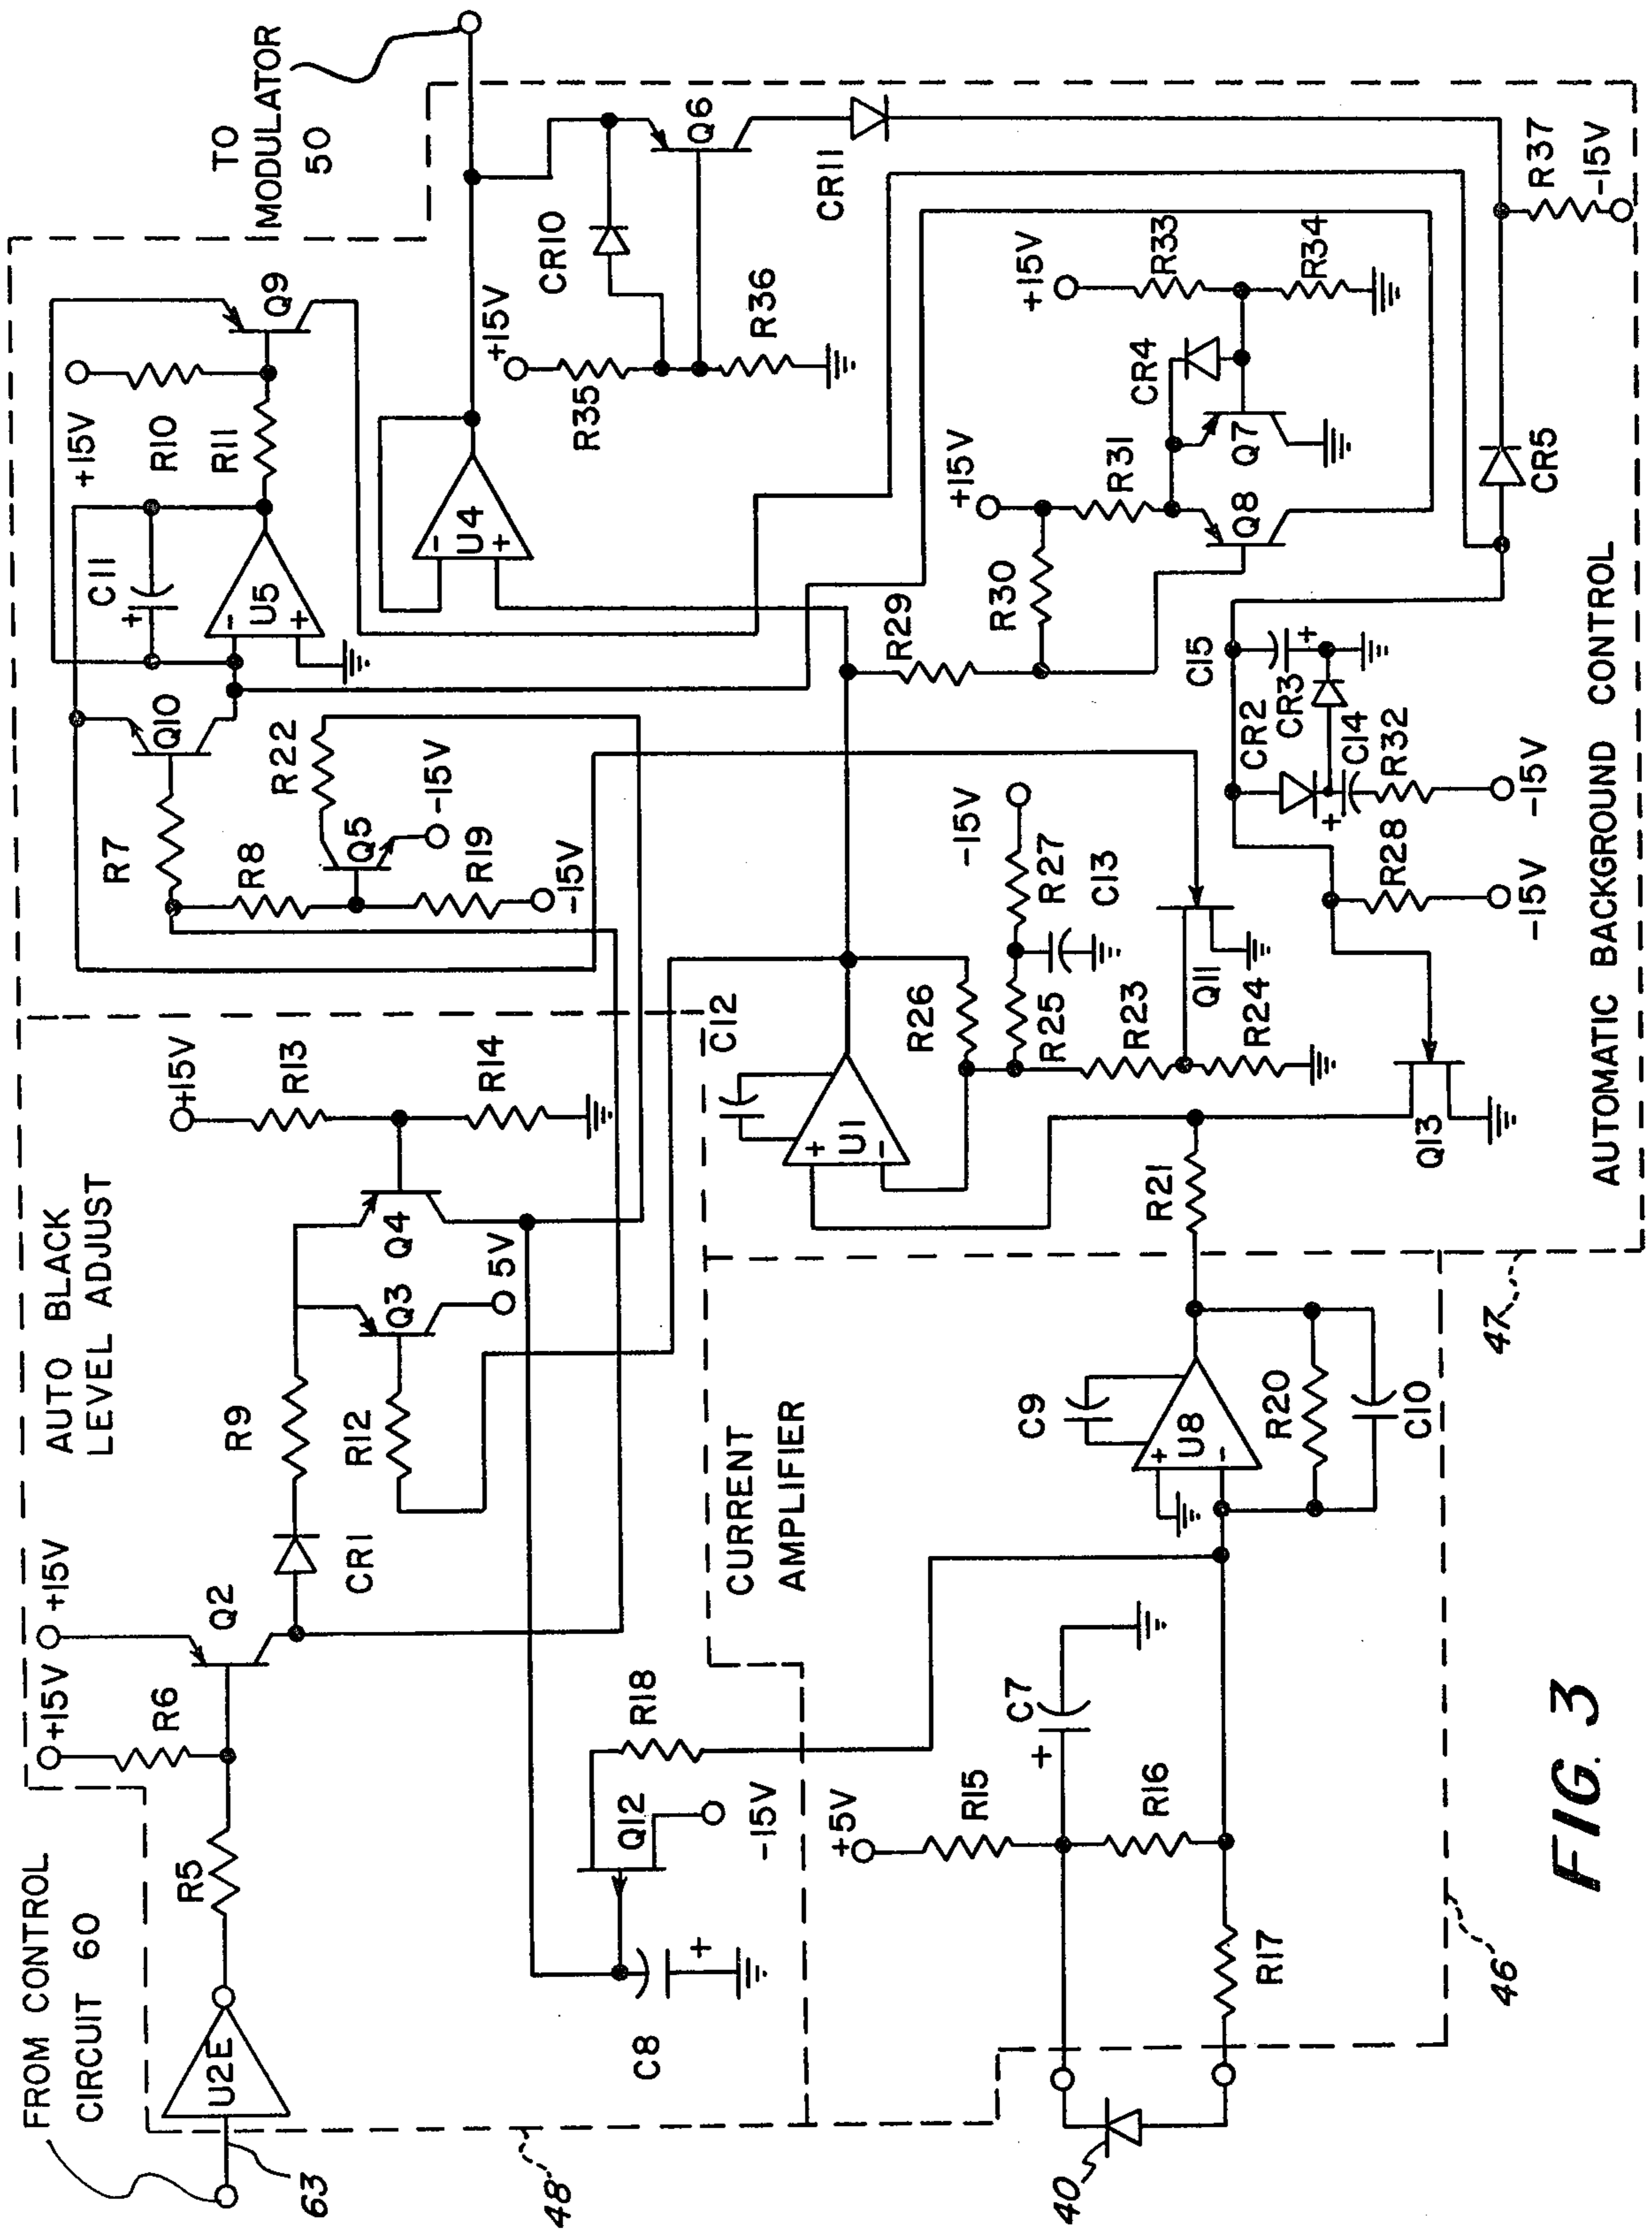 FROM CONTROL
CIRCUIT 60
63
U2E
R5
R6
+15V
+15V
Q2
CR1
R9
R12
Q3
Q4
5V
R13
+15V
R14
AUTO BLACK
LEVEL ADJUST
48
C8
+
Q12
-15V
R18
R7
R8
Q5
R19
-15V
-15V
R22
Q10
C11
+
U5
-
+
R11
R10
+15V
Q9
TO
MODULATOR
50
U4
-
+
+15V
R35
R36
CR10
Q6
CR11
R37
-15V
CURRENT
AMPLIFIER
40
+5V
R15
R16
R17
C7
+
C9
U8
+
-
R20
C10
46
47
R21
C12
U1
+
-
R26
R25
R27
-15V
C13
R23
R24
Q11
Q13
R28
-15V
R32
-15V
C14
+
CR2
CR3
C15
+
R29
R30
R31
+15V
Q8
Q7
CR4
+15V
R33
R34
CR5
AUTOMATIC BACKGROUND CONTROL
FIG. 3